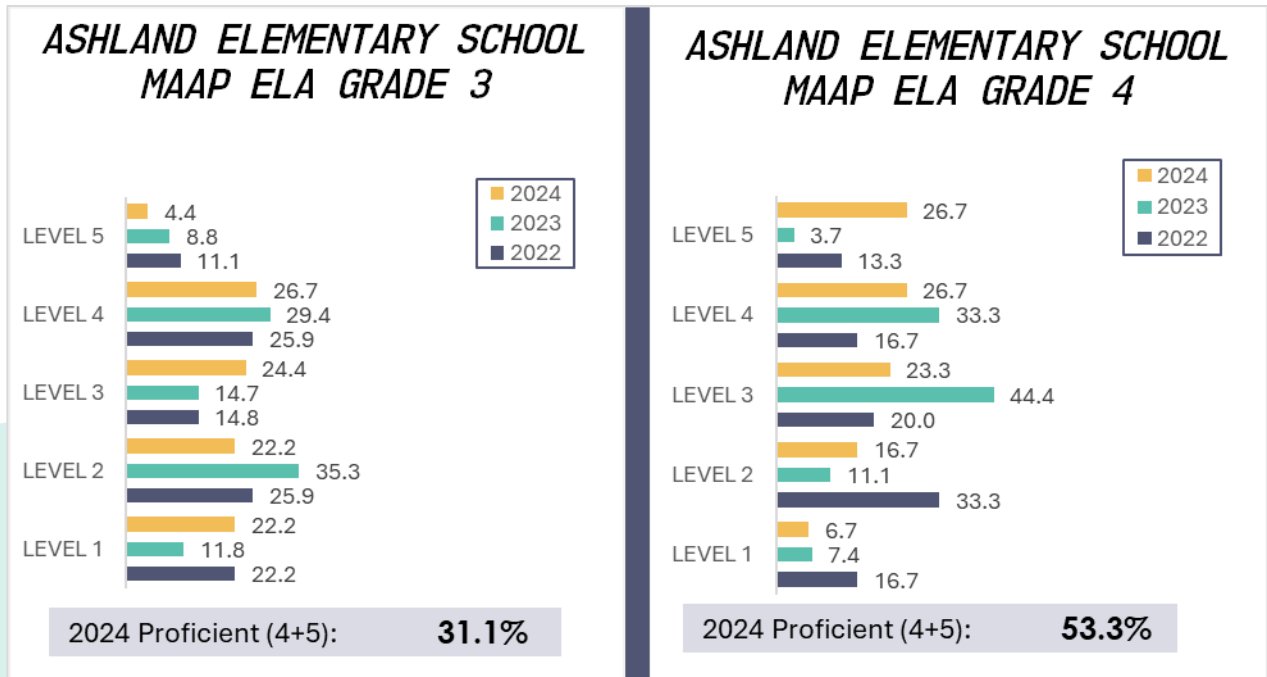 ASHLAND ELEMENTARY SCHOOL
MAAP ELA GRADE 3
2024
2023
2022
LEVEL 5
4.4
8.8
11.1
LEVEL 4
26.7
29.4
25.9
LEVEL 3
24.4
14.7
14.8
LEVEL 2
22.2
35.3
25.9
LEVEL 1
22.2
11.8
22.2
2024 Proficient (4+5): 31.1%
ASHLAND ELEMENTARY SCHOOL
MAAP ELA GRADE 4
2024
2023
2022
LEVEL 5
26.7
3.7
13.3
LEVEL 4
26.7
33.3
16.7
LEVEL 3
23.3
44.4
20.0
LEVEL 2
16.7
11.1
33.3
LEVEL 1
6.7
7.4
16.7
2024 Proficient (4+5): 53.3%